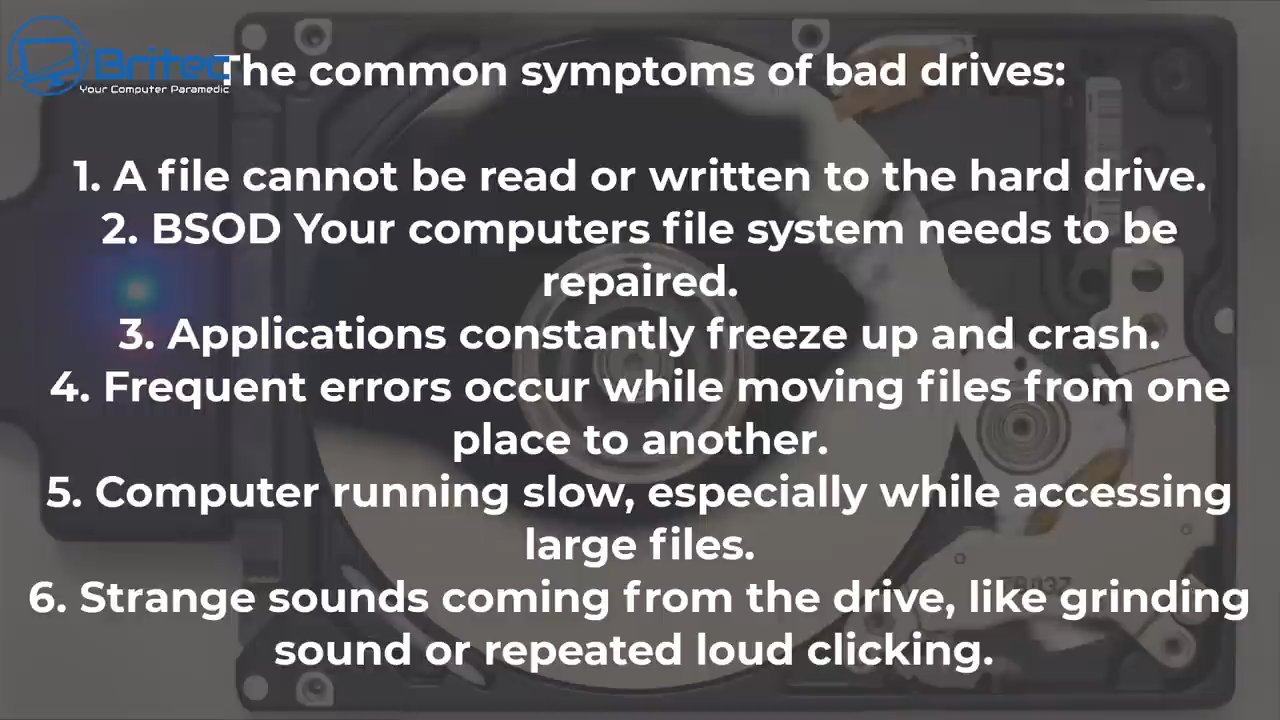 Britec
Your Computer Paramedic
The common symptoms of bad drives:
1. A file cannot be read or written to the hard drive.
2. BSOD Your computers file system needs to be
repaired.
3. Applications constantly freeze up and crash.
4. Frequent errors occur while moving files from one
place to another.
5. Computer running slow, especially while accessing
large files.
6. Strange sounds coming from the drive, like grinding
sound or repeated loud clicking.